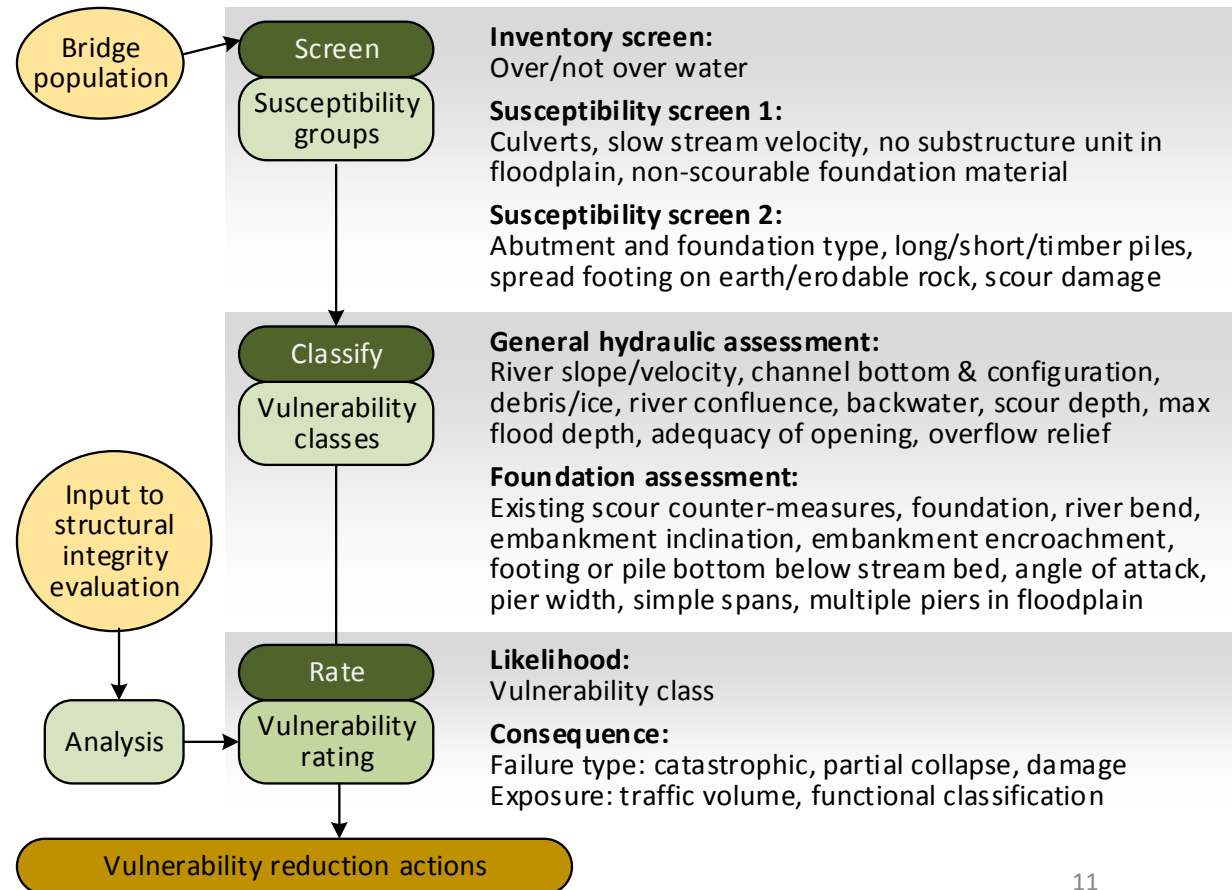 Bridge
population
Screen
Susceptibility
groups
Inventory screen:
Over/not over water
Susceptibility screen 1:
Culverts, slow stream velocity, no substructure unit in
floodplain, non-scourable foundation material
Susceptibility screen 2:
Abutment and foundation type, long/short/timber piles,
spread footing on earth/erodable rock, scour damage
Classify
Vulnerability
classes
General hydraulic assessment:
River slope/velocity, channel bottom & configuration,
debris/ice, river confluence, backwater, scour depth, max
flood depth, adequacy of opening, overflow relief
Foundation assessment:
Existing scour counter-measures, foundation, river bend,
embankment inclination, embankment encroachment,
footing or pile bottom below stream bed, angle of attack,
pier width, simple spans, multiple piers in floodplain
Input to
structural
integrity
evaluation
Analysis
Rate
Vulnerability
rating
Likelihood:
Vulnerability class
Consequence:
Failure type: catastrophic, partial collapse, damage
Exposure: traffic volume, functional classification
Vulnerability reduction actions
11